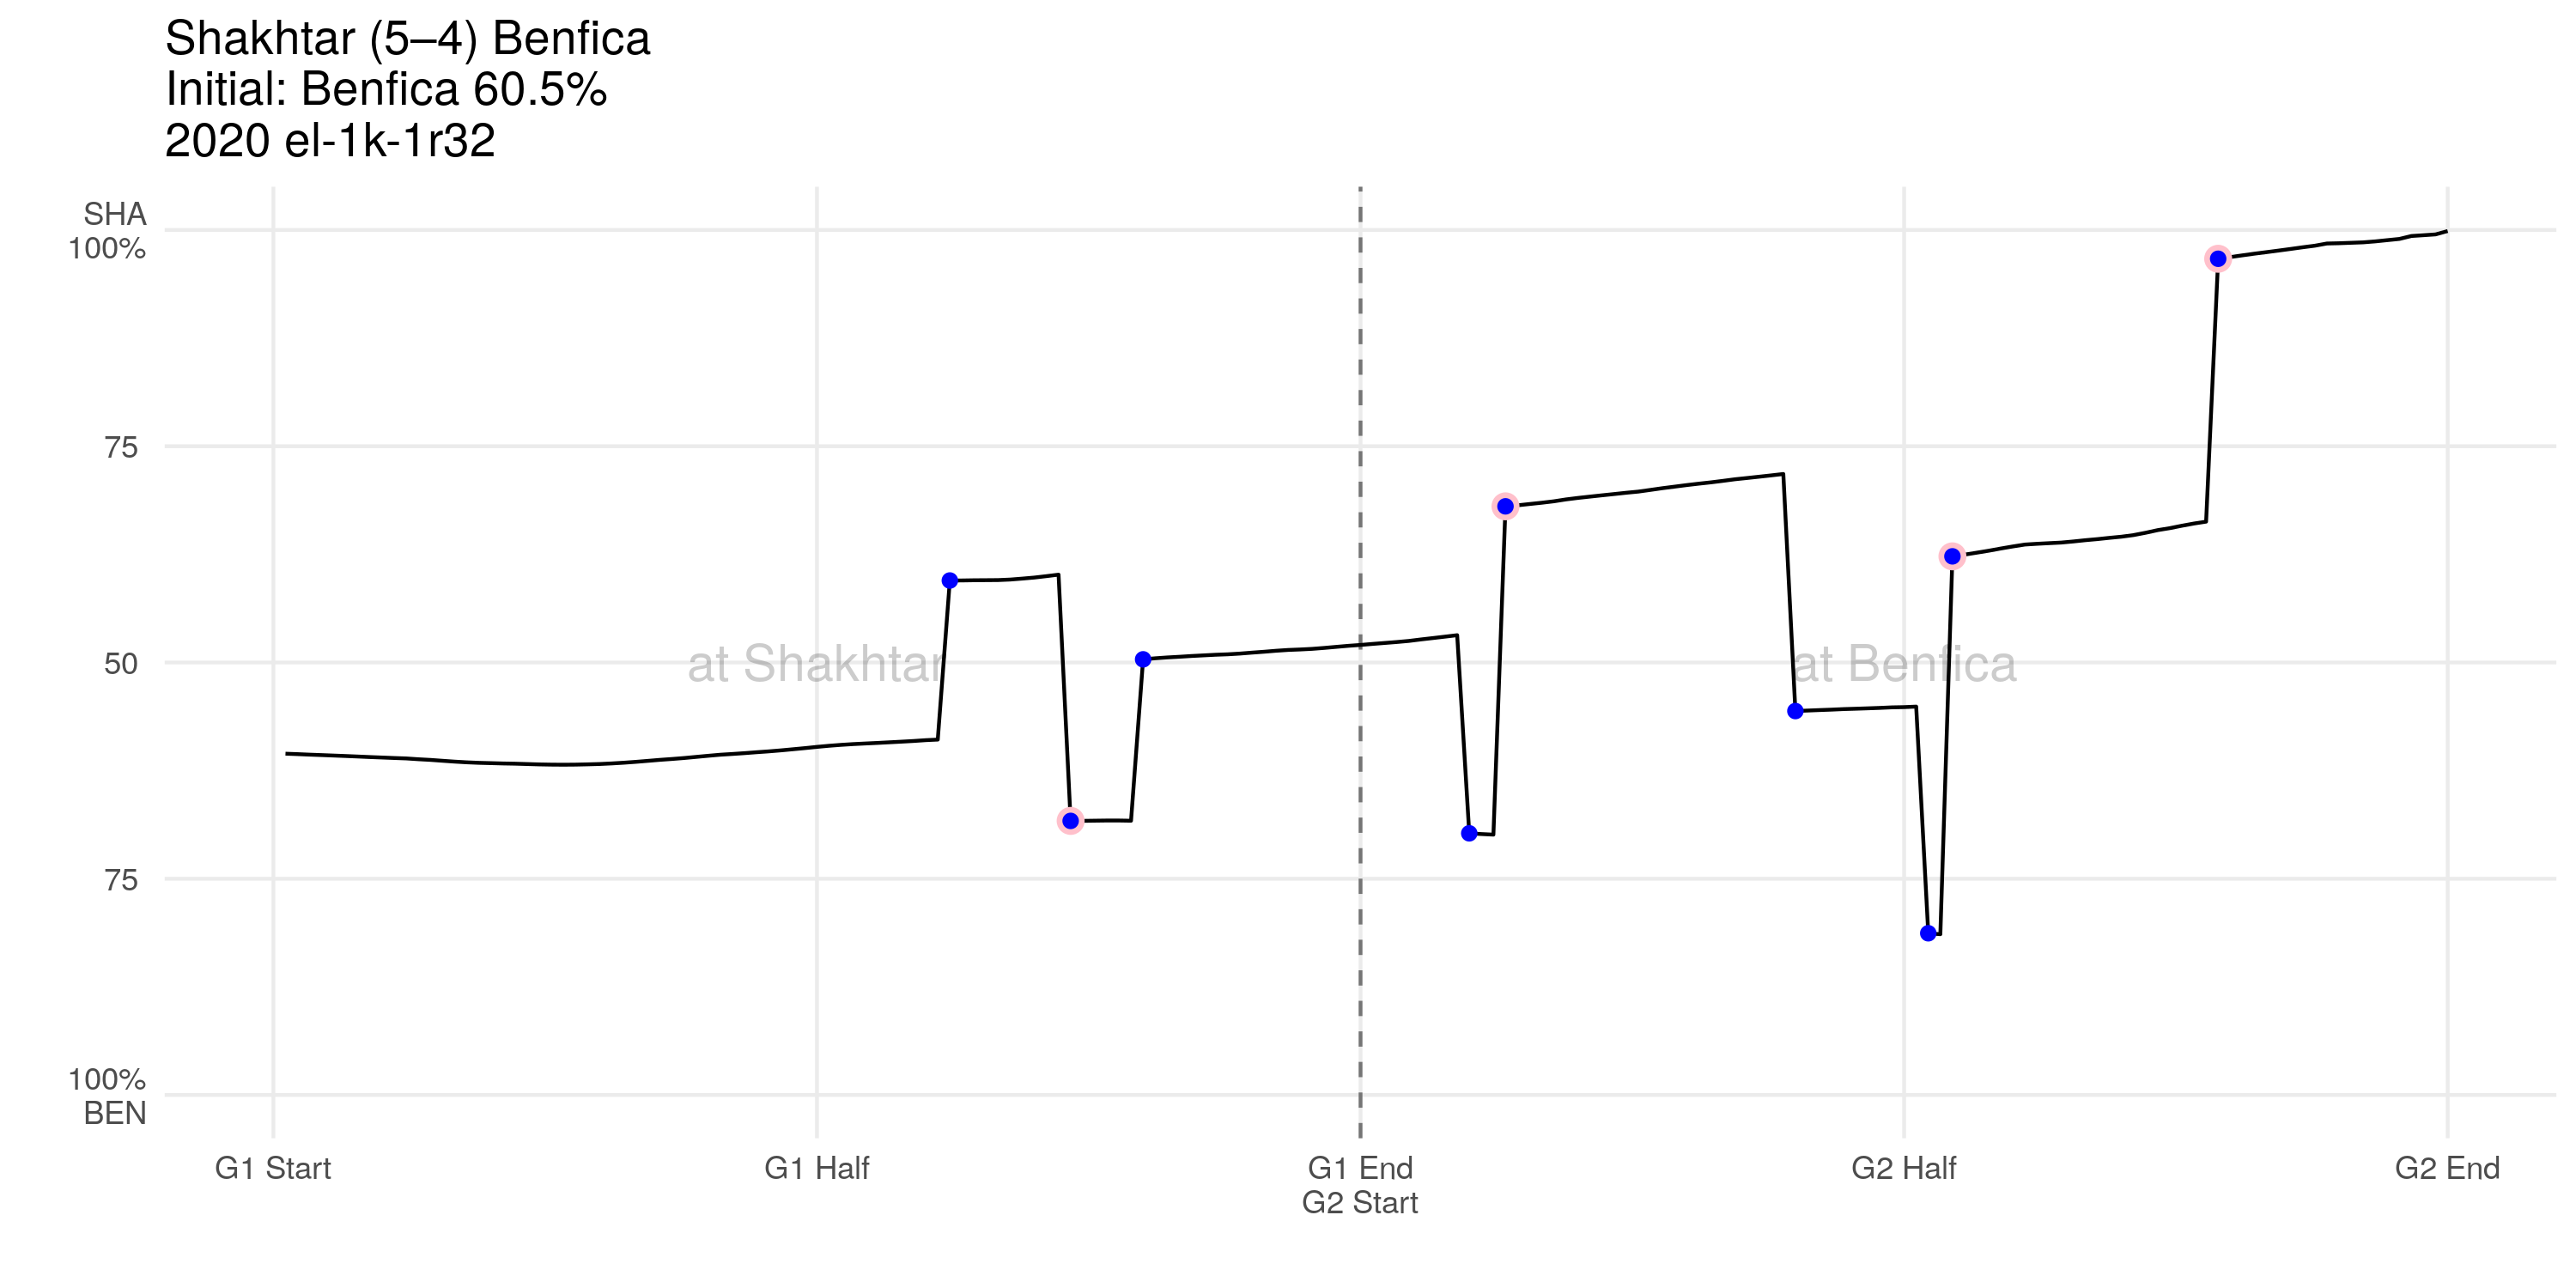 Shakhtar (5–4) Benfica
Initial: Benfica 60.5%
2020 el-1k-1r32
SHA
100%
75
50
75
100%
BEN
at Shakhtar
at Benfica
G1 Start
G1 Half
G1 End
G2 Start
G2 Half
G2 End